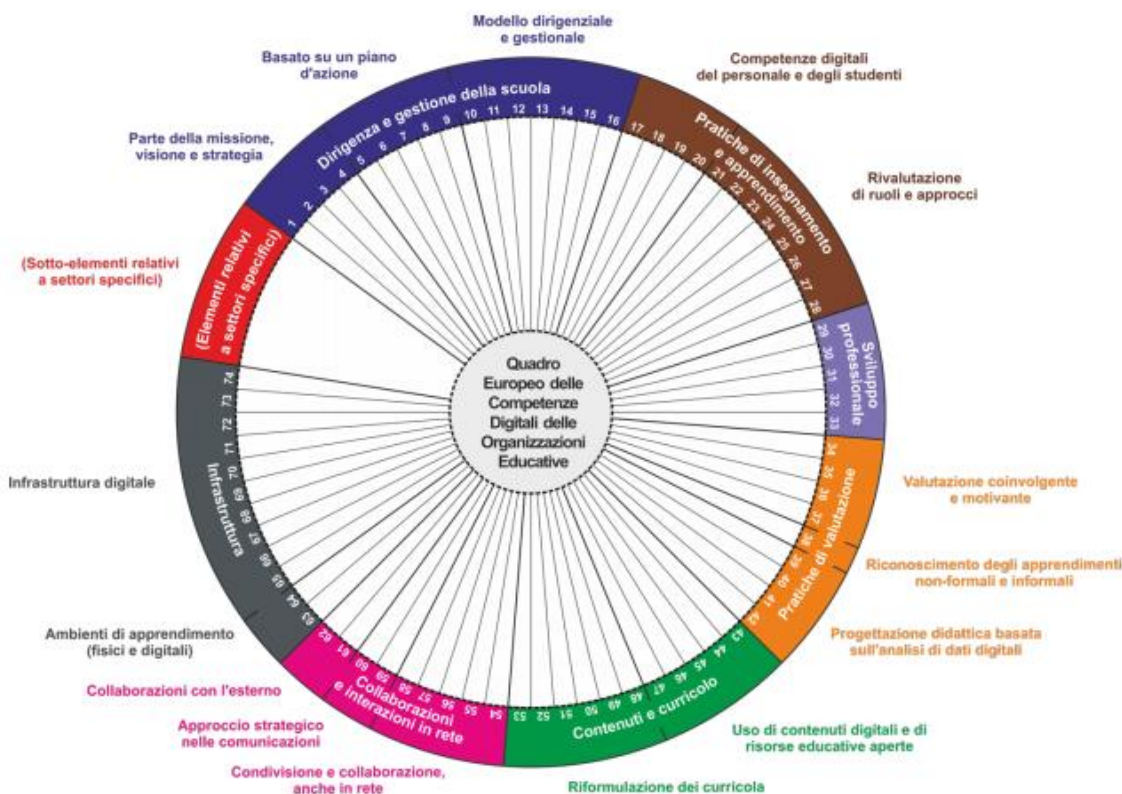 Modello dirigenziale
e gestionale
Basato su un piano
d'azione
Competenze digitali
del personale e degli studenti
Parte della missione,
visione e strategia
Rivalutazione
di ruoli e approcci
(Sotto-elementi relativi
a settori specifici)
Dirigenza e gestione della scuola
1 2 3 4 5 6 7 8 9 10 11 12 13 14 15 16
Pratiche di insegnamento
e apprendimento
17 18 19 20 21 22 23 24 25 26 27 28
Sviluppo
professionale
29 30 31 32 33
Pratiche di valutazione
34 35 36 37 38 39 40 41 42
Contenuti e curricolo
43 44 45 46 47 48 49 50 51 52 53
Collaborazioni
e interazioni in rete
54 55 56 57 58 59 60 61 62
Infrastruttura
63 64 65 66 67 68 69 70 71 72 73 74
(Elementi relativi
a settori specifici)
Quadro
Europeo delle
Competenze
Digitali delle
Organizzazioni
Educative
Infrastruttura digitale
Valutazione coinvolgente
e motivante
Riconoscimento degli apprendimenti
non-formali e informali
Ambienti di apprendimento
(fisici e digitali)
Progettazione didattica basata
sull'analisi di dati digitali
Collaborazioni con l'esterno
Approccio strategico
nelle comunicazioni
Uso di contenuti digitali e di
risorse educative aperte
Condivisione e collaborazione,
anche in rete
Riformulazione dei curricola